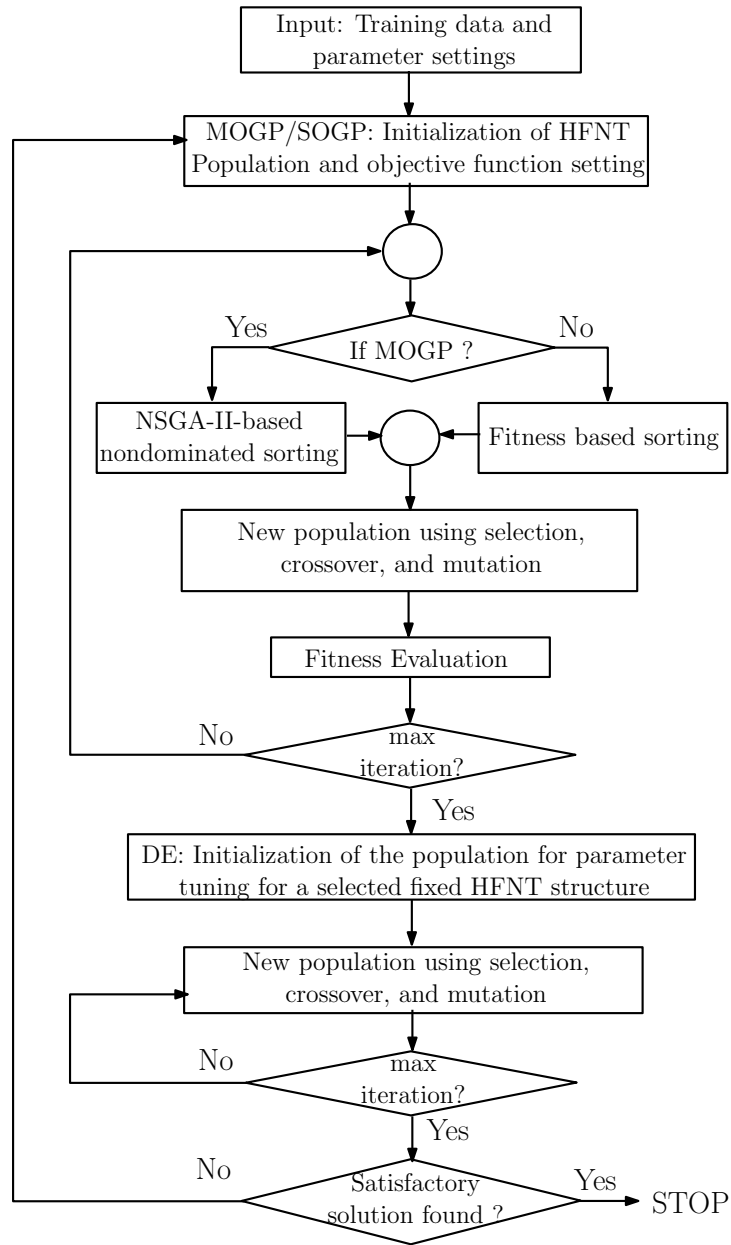 Input: Training data and
parameter settings
MOGP/SOGP: Initialization of HFNT
Population and objective function setting
Yes
No
If MOGP ?
NSGA-II-based
nondominated sorting
Fitness based sorting
New population using selection,
crossover, and mutation
Fitness Evaluation
No
max
iteration?
Yes
DE: Initialization of the population for parameter
tuning for a selected fixed HFNT structure
New population using selection,
crossover, and mutation
No
max
iteration?
Yes
No
Satisfactory
solution found ?
Yes
STOP